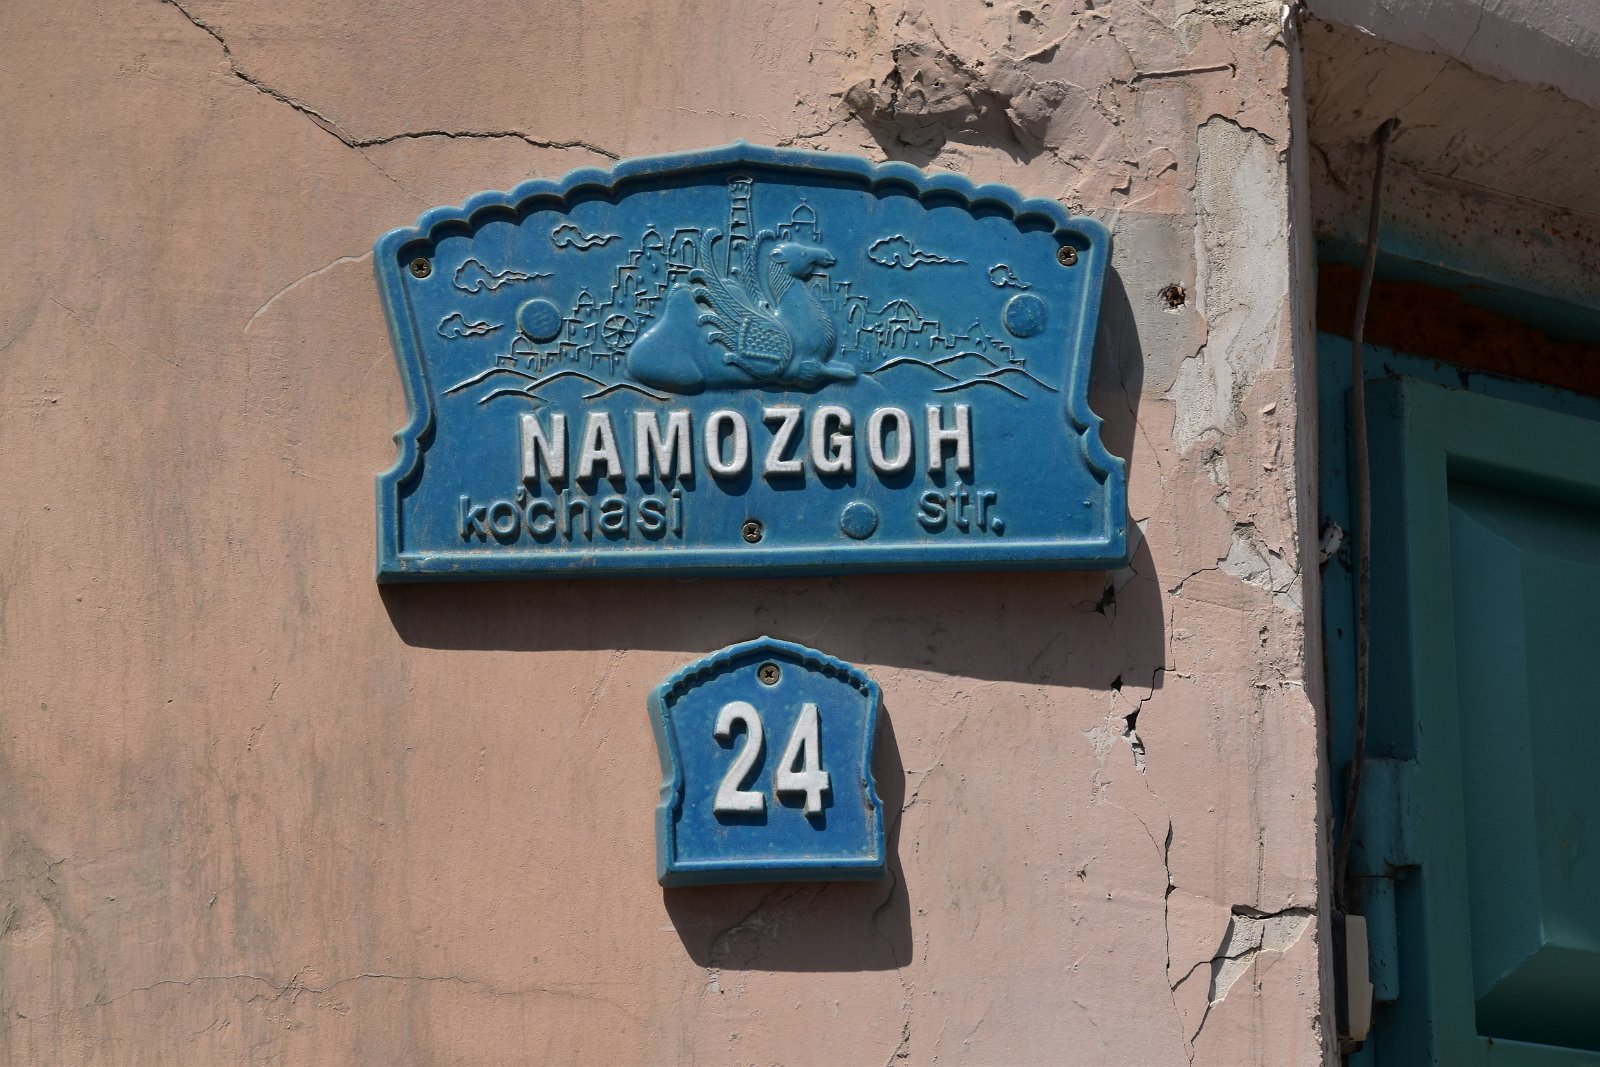 NAMOZGOH
ko'chasi str.
24